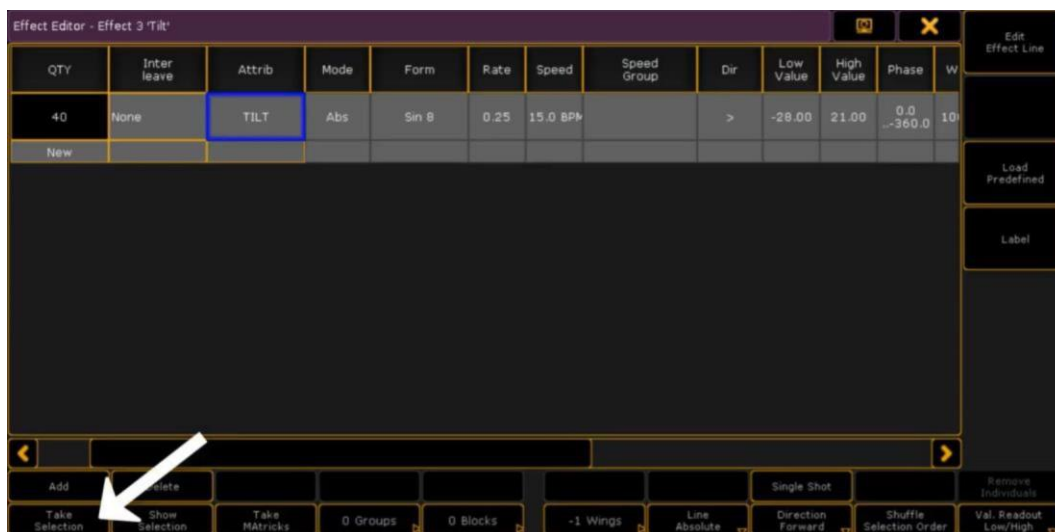 Effect Editor - Effect 3 'Tilt'
Edit
Effect Line
QTY Inter leave Attrib Mode Form Rate Speed Speed Group Dir Low Value High Value Phase W
40 None TILT Abs Sin 8 0.25 15.0 BPM > -28.00 21.00 0.0 ..-360.0 10
New
Load
Predefined
Label
Add Delete Single Shot Remove Individuals
Take Selection Show Selection Take MAtricks 0 Groups 0 Blocks -1 Wings Line Absolute Direction Forward Shuffle Selection Order Val. Readout Low/High